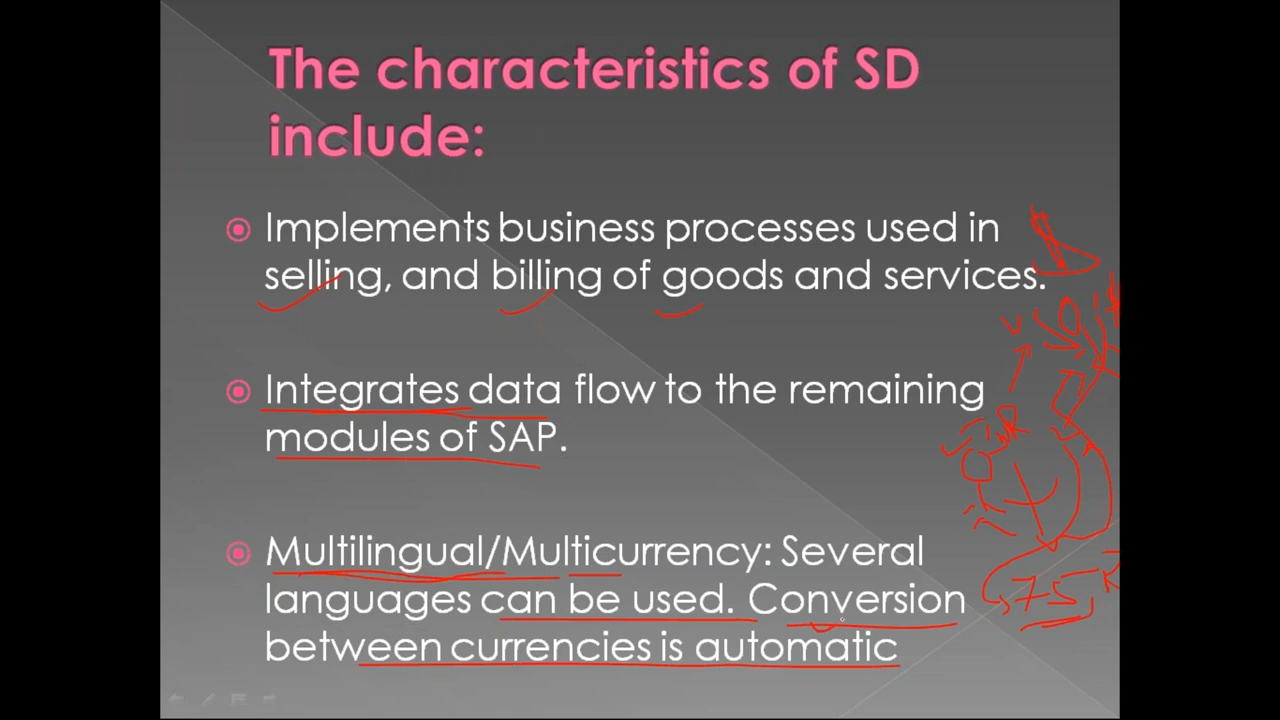 The characteristics of SD
include:
Implements business processes used in
selling, and billing of goods and services.
Integrates data flow to the remaining
modules of SAP.
Multilingual/Multicurrency: Several
languages can be used. Conversion
between currencies is automatic